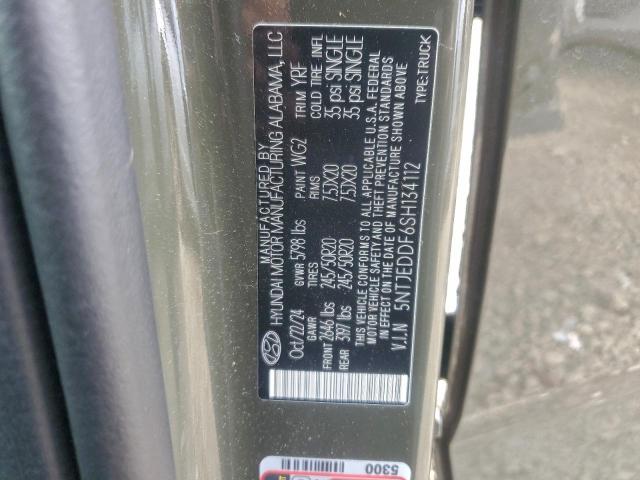 MANUFACTURED BY
HYUNDAI MOTOR MANUFACTURING ALABAMA, LLC
Oct/22/24 GVWR 5798 lbs PAINT WG2 TRIM YRF
GAWR TIRES RIMS COLD TIRE INFL
FRONT 2646 lbs 245/50R20 7.5JX20 35 psi SINGLE
REAR 3197 lbs 245/50R20 7.5JX20 35 psi SINGLE
THIS VEHICLE CONFORMS TO ALL APPLICABLE U.S.A. FEDERAL
MOTOR VEHICLE SAFETY AND THEFT PREVENTION STANDARDS
IN EFFECT ON THE DATE OF MANUFACTURE SHOWN ABOVE
V.I.N 5NTJEDDF6SH134112 TYPE:TRUCK
5300